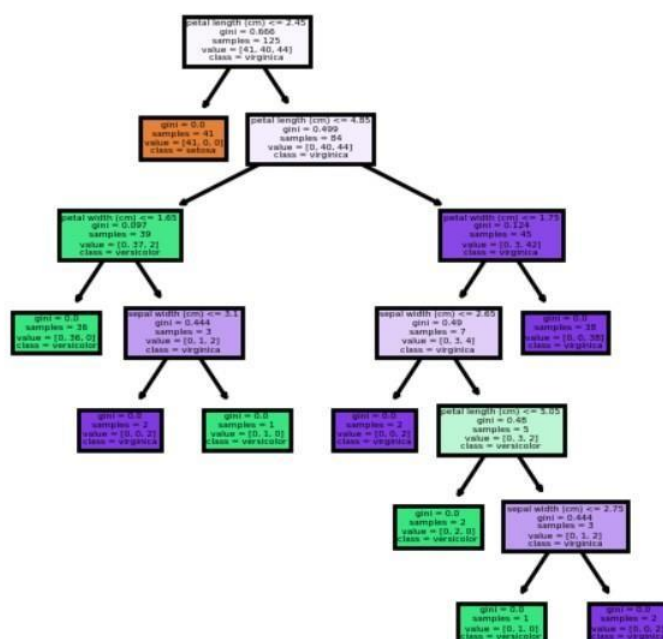 petal length (cm) <= 2.45
gini = 0.666
samples = 125
value = [41, 40, 44]
class = virginica
gini = 0.0
samples = 41
value = [41, 0, 0]
class = setosa
petal length (cm) <= 4.85
gini = 0.499
samples = 84
value = [0, 40, 44]
class = virginica
petal width (cm) <= 1.65
gini = 0.097
samples = 39
value = [0, 37, 2]
class = versicolor
petal width (cm) <= 1.75
gini = 0.124
samples = 45
value = [0, 3, 42]
class = virginica
gini = 0.0
samples = 36
value = [0, 36, 0]
class = versicolor
sepal width (cm) <= 3.1
gini = 0.444
samples = 3
value = [0, 1, 2]
class = virginica
sepal width (cm) <= 2.65
gini = 0.49
samples = 7
value = [0, 3, 4]
class = virginica
gini = 0.0
samples = 38
value = [0, 0, 38]
class = virginica
gini = 0.0
samples = 2
value = [0, 0, 2]
class = virginica
gini = 0.0
samples = 1
value = [0, 1, 0]
class = versicolor
gini = 0.0
samples = 2
value = [0, 0, 2]
class = virginica
petal length (cm) <= 5.05
gini = 0.48
samples = 5
value = [0, 3, 2]
class = versicolor
gini = 0.0
samples = 2
value = [0, 2, 0]
class = versicolor
sepal width (cm) <= 2.75
gini = 0.444
samples = 3
value = [0, 1, 2]
class = virginica
gini = 0.0
samples = 1
value = [0, 1, 0]
class = versicolor
gini = 0.0
samples = 2
value = [0, 0, 2]
class = virginica